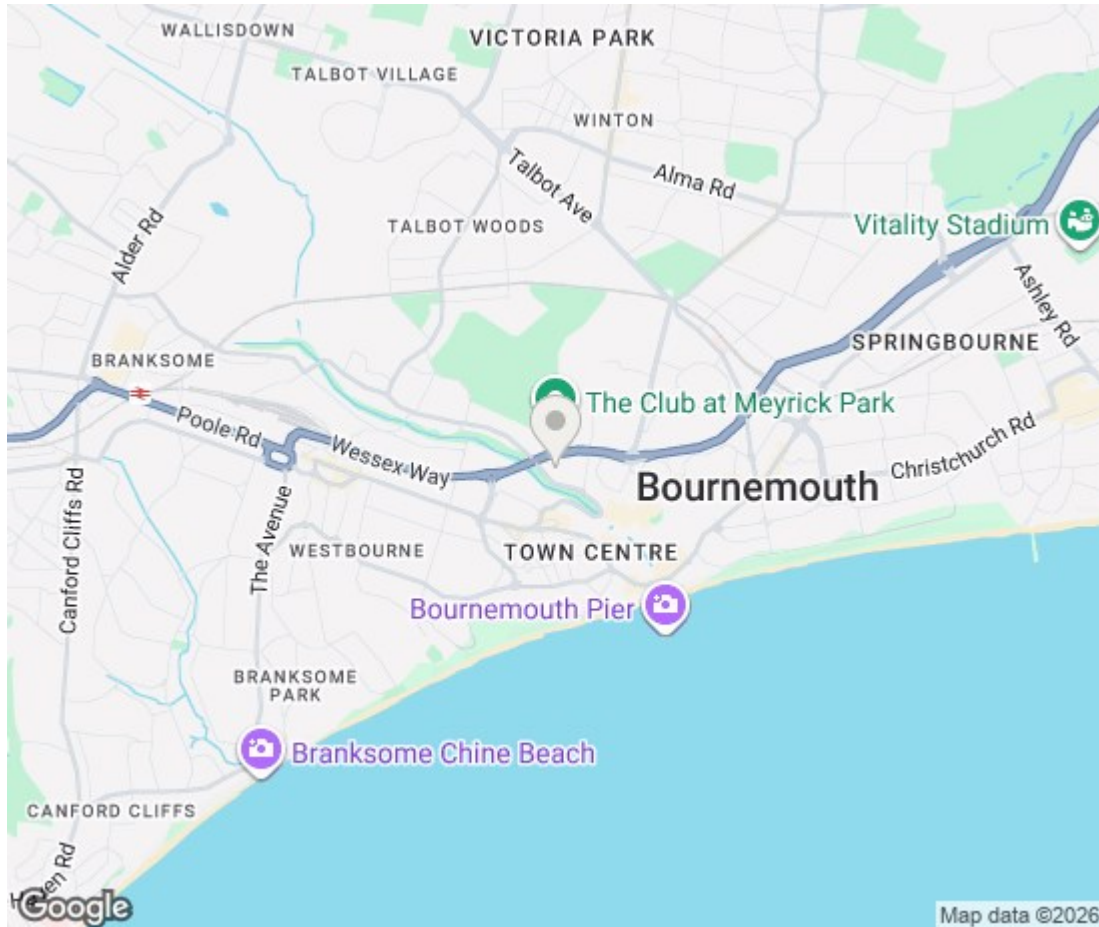 WALLISDOWN
VICTORIA PARK
TALBOT VILLAGE
WINTON
Talbot Ave
Alma Rd
Alder Rd
TALBOT WOODS
Vitality Stadium
Ashley Rd
BRANKSOME
SPRINGBOURNE
The Club at Meyrick Park
Poole Rd
Wessex Way
Christchurch Rd
Bournemouth
Canford Cliffs Rd
The Avenue
WESTBOURNE
TOWN CENTRE
Bournemouth Pier
BRANKSOME
PARK
Branksome Chine Beach
CANFORD CLIFFS
Rd
Google
Map data ©2026